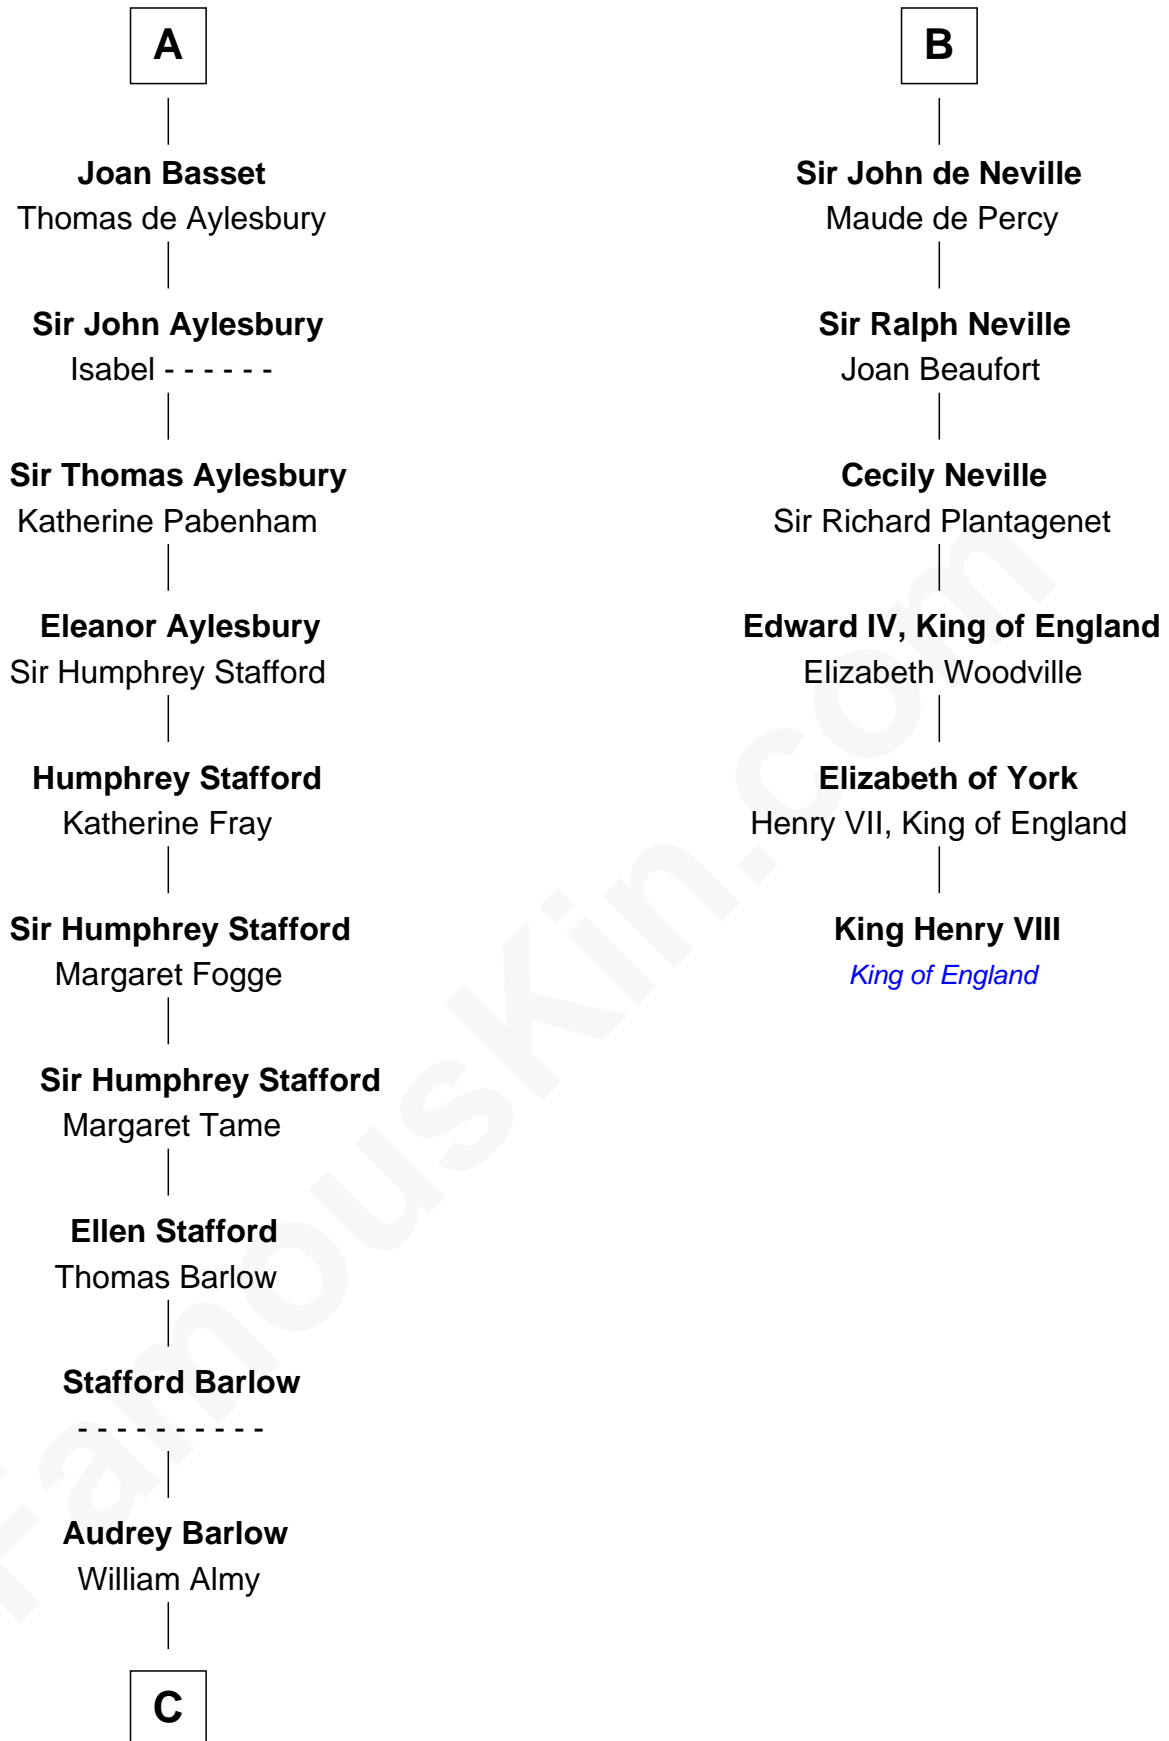 A
Joan Basset
Thomas de Aylesbury
Sir John Aylesbury
Isabel - - - - - -
Sir Thomas Aylesbury
Katherine Pabenham
Eleanor Aylesbury
Sir Humphrey Stafford
Humphrey Stafford
Katherine Fray
Sir Humphrey Stafford
Margaret Fogge
Sir Humphrey Stafford
Margaret Tame
Ellen Stafford
Thomas Barlow
Stafford Barlow
- - - - - - - - - -
Audrey Barlow
William Almy
C
B
Sir John de Neville
Maude de Percy
Sir Ralph Neville
Joan Beaufort
Cecily Neville
Sir Richard Plantagenet
Edward IV, King of England
Elizabeth Woodville
Elizabeth of York
Henry VII, King of England
King Henry VIII
King of England
FamousKin.com